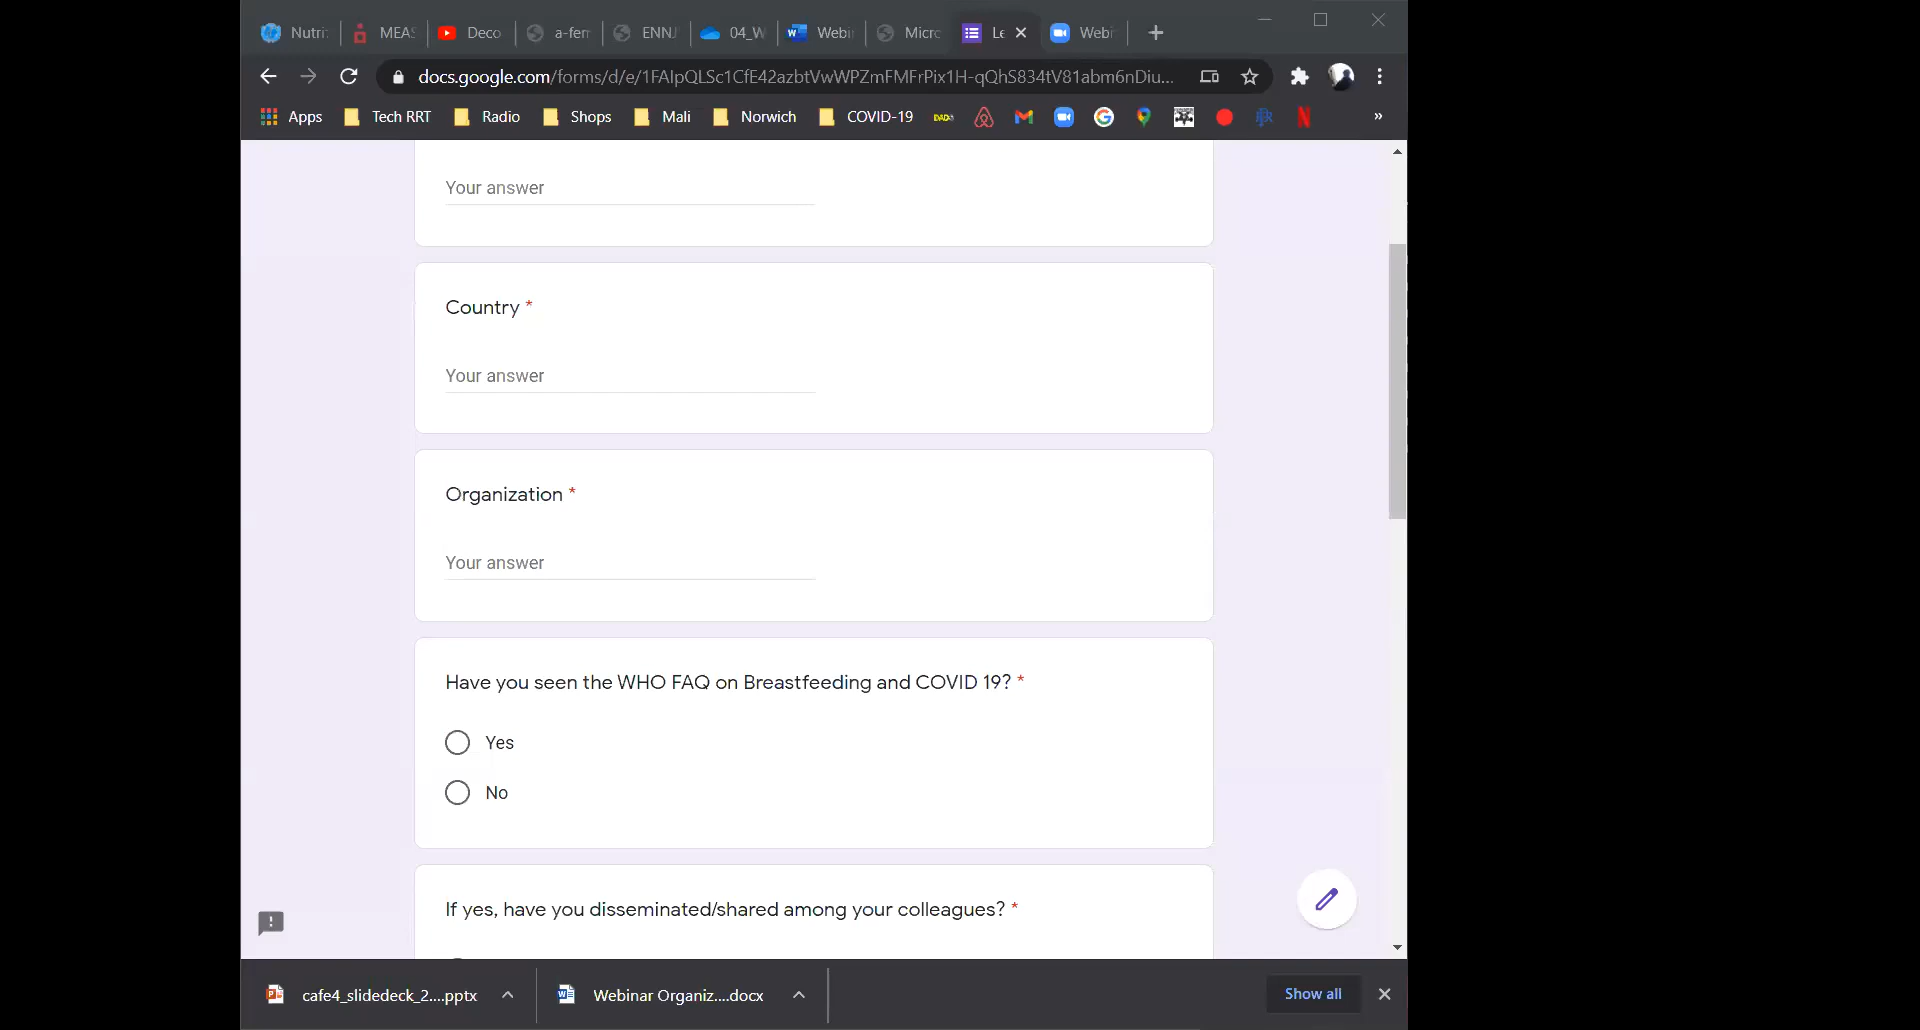 Nutri
MEAS
Deco
a-fem
ENN
04_W
Webi
Micro
Le
Webi
docs.google.com/forms/d/e/1FAIpQLSc1CfE42azbtVwWPZmFMFrPix1H-qQhS834tV81abm6nDiu...
Apps
Tech RRT
Radio
Shops
Mali
Norwich
COVID-19
»
Your answer
Country *
Your answer
Organization *
Your answer
Have you seen the WHO FAQ on Breastfeeding and COVID 19? *
Yes
No
If yes, have you disseminated/shared among your colleagues? *
cafe4_slidedeck_2....pptx
Webinar Organiz....docx
Show all